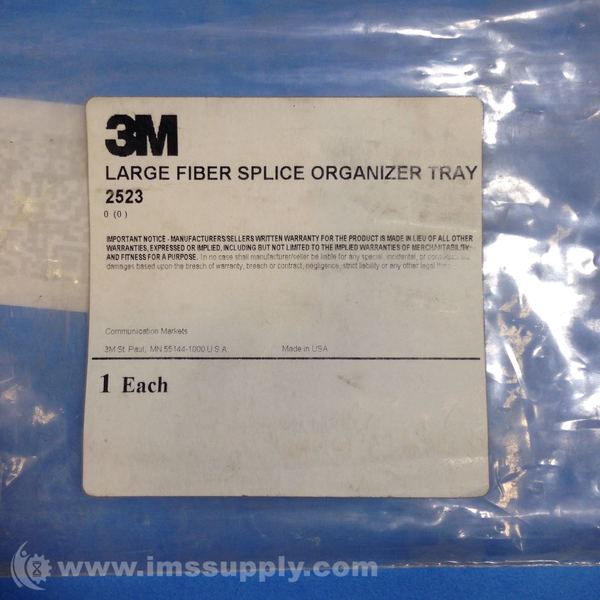 3M
LARGE FIBER SPLICE ORGANIZER TRAY
2523
0 (0)
IMPORTANT NOTICE - MANUFACTURERS/SELLERS WRITTEN WARRANTY FOR THE PRODUCT IS MADE IN LIEU OF ALL OTHER
WARRANTIES, EXPRESSED OR IMPLIED, INCLUDING BUT NOT LIMITED TO THE IMPLIED WARRANTIES OF MERCHANTABILITY
AND FITNESS FOR A PURPOSE. In no case shall manufacturer/seller be liable for any special, incidental, or
damages based upon the breach of warranty, breach or contract, negligence, strict liability or any other legal
Communication Markets
3M St. Paul, MN 55144-1000 U.S.A. Made in USA
1 Each
www.imssupply.com